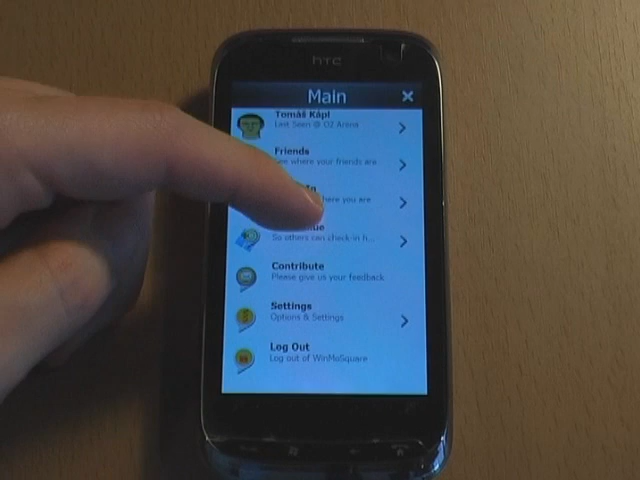 hTC
Main
Tomáš Kápl
Last Seen @ O2 Arena
Friends
See where your friends are
here you are
So others can check-in h...
Contribute
Please give us your feedback
Settings
Options & Settings
Log Out
Log out of WinMoSquare